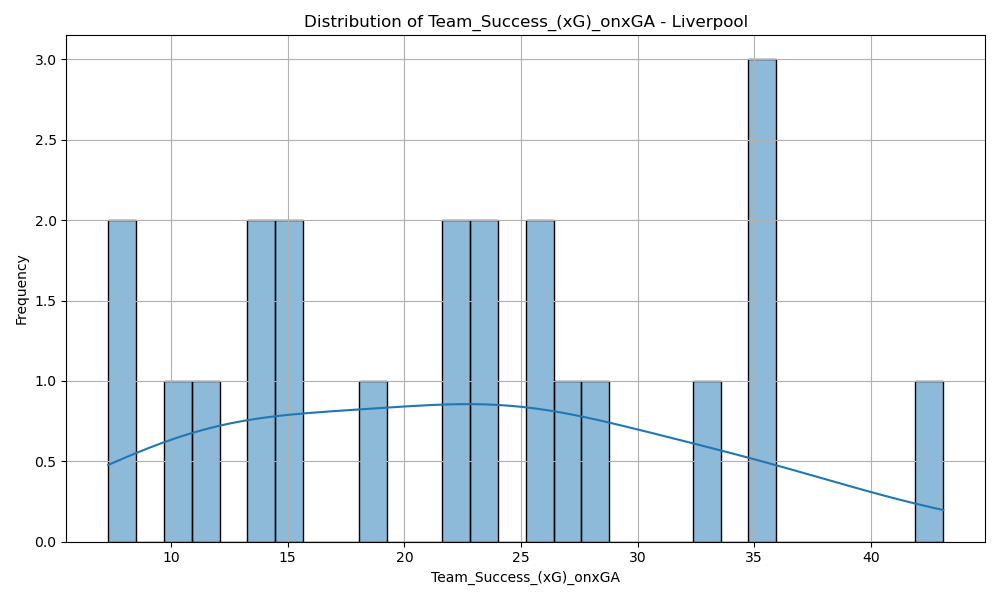 Distribution of Team_Success_(xG)_onxGA - Liverpool
3.0
2.5
2.0
1.5
1.0
0.5
0.0
Frequency
10 15 20 25 30 35 40
Team_Success_(xG)_onxGA